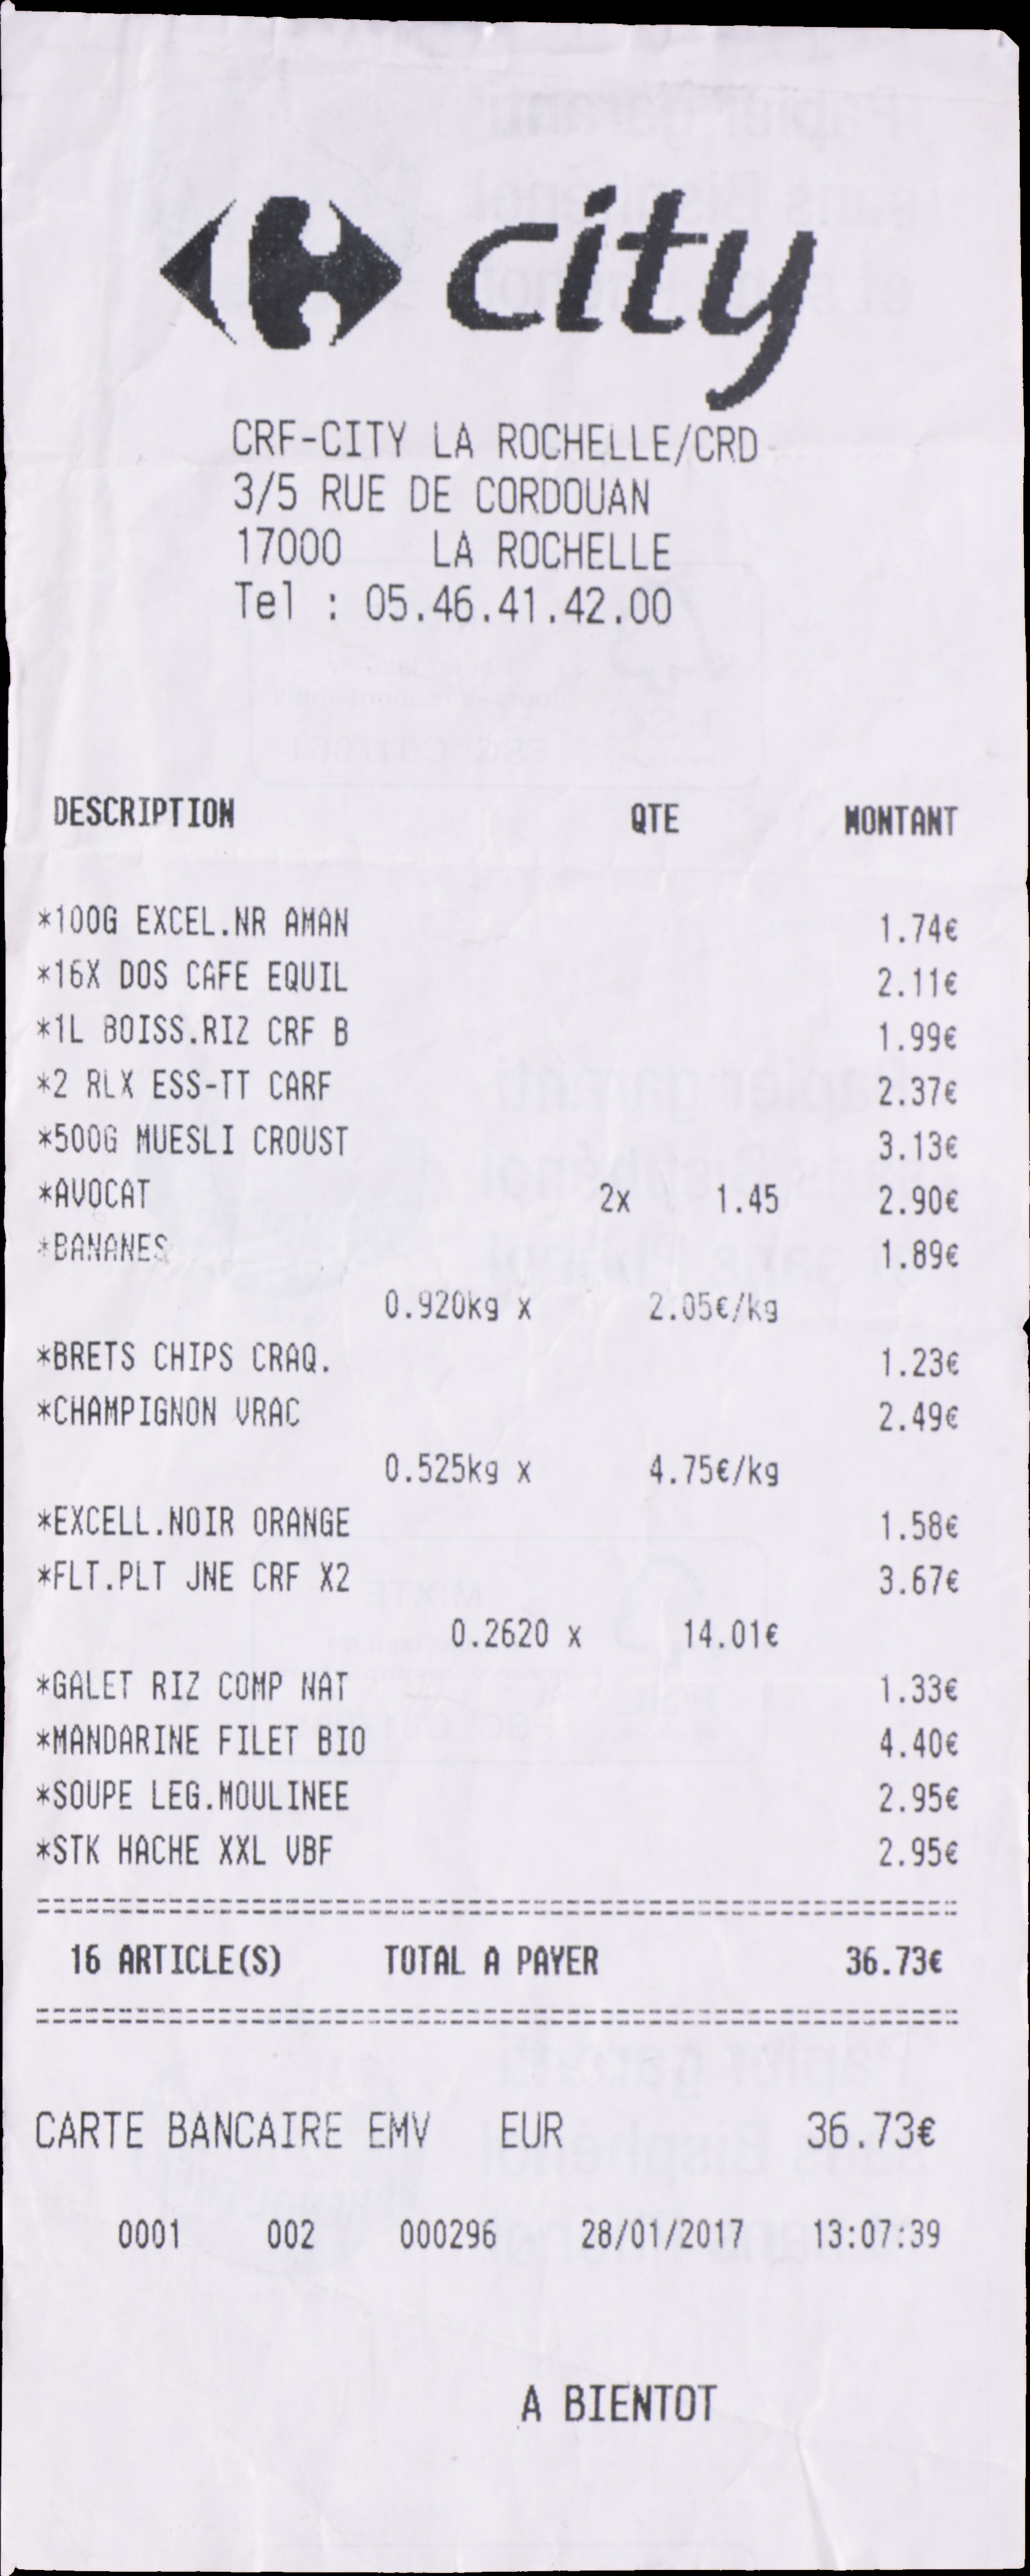 city
CRF-CITY LA ROCHELLE/CRD
3/5 RUE DE CORDOUAN
17000 LA ROCHELLE
Tel : 05.46.41.42.00
DESCRIPTION QTE MONTANT
*100G EXCEL.NR AMAN 1.74€
*16X DOS CAFE EQUIL 2.11€
*1L BOISS.RIZ CRF B 1.99€
*2 RLX ESS-TT CARF 2.37€
*500G MUESLI CROUST 3.13€
*AVOCAT 2x 1.45 2.90€
*BANANES 1.89€
0.920kg x 2.05€/kg
*BRETS CHIPS CRAQ. 1.23€
*CHAMPIGNON VRAC 2.49€
0.525kg x 4.75€/kg
*EXCELL.NOIR ORANGE 1.58€
*FLT.PLT JNE CRF X2 3.67€
0.2620 x 14.01€
*GALET RIZ COMP NAT 1.33€
*MANDARINE FILET BIO 4.40€
*SOUPE LEG.MOULINEE 2.95€
*STK HACHE XXL VBF 2.95€
16 ARTICLE(S) TOTAL A PAYER 36.73€
CARTE BANCAIRE EMV EUR 36.73€
0001 002 000296 28/01/2017 13:07:39
A BIENTOT